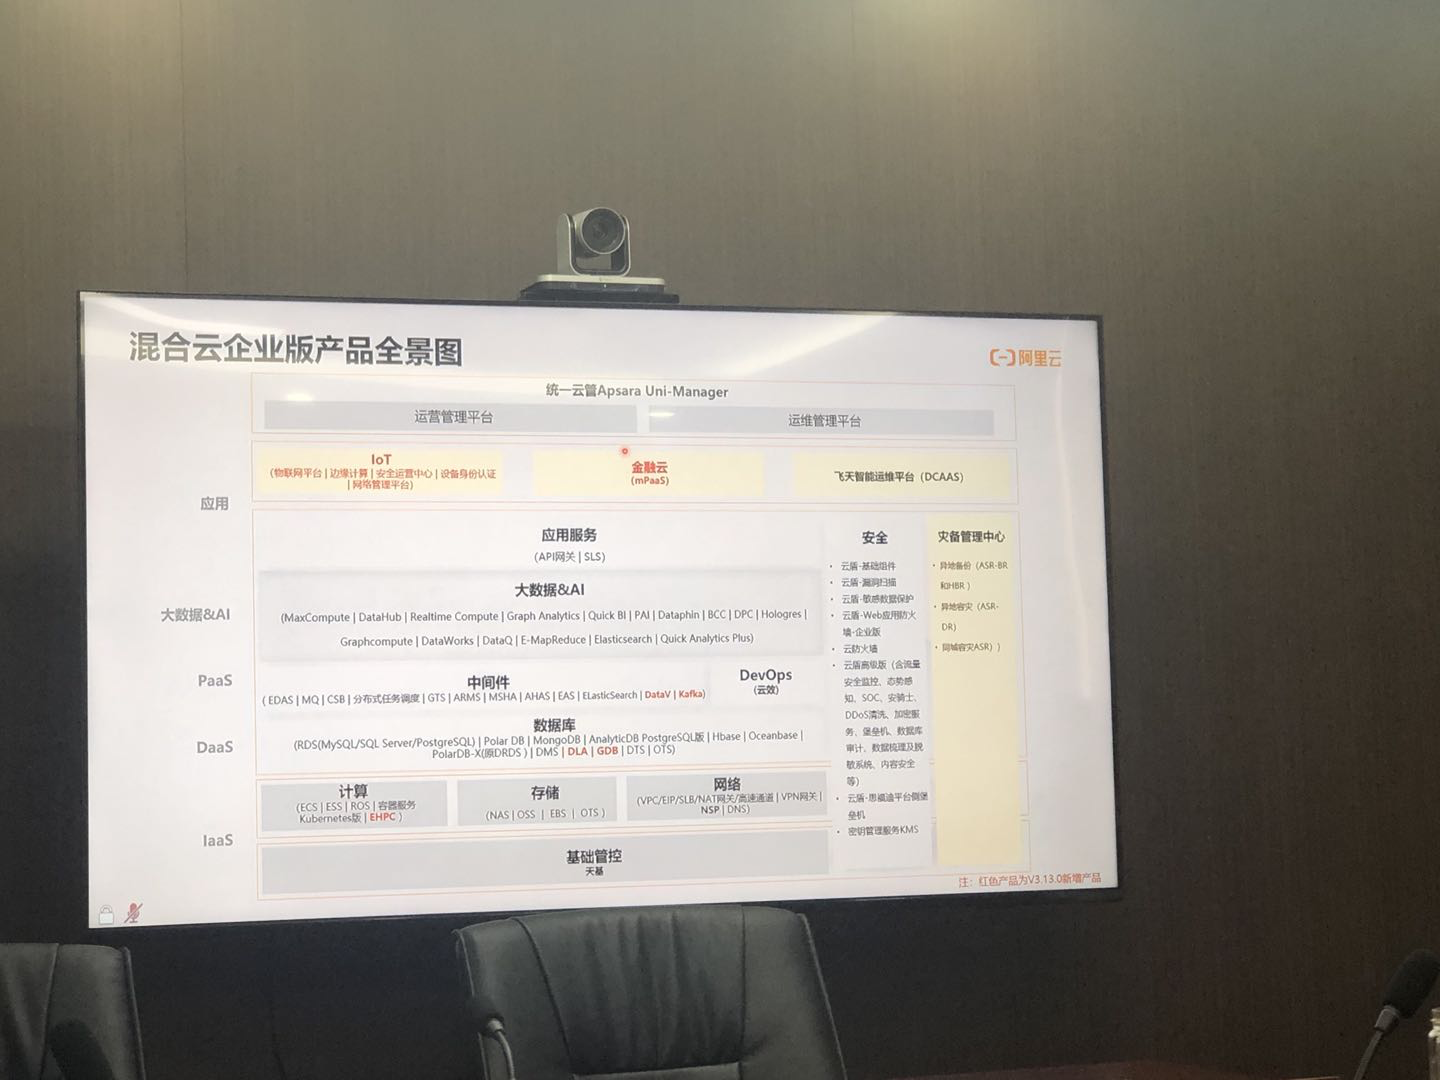 混合云企业版产品全景图
阿里云
统一云管Apsara Uni-Manager
运营管理平台
运维管理平台
应用
IoT
(物联网平台 | 边缘计算 | 安全运营中心 | 设备身份认证
| 网络管理平台)
金融云
(mPaaS)
飞天智能运维平台（DCAAS）
应用服务
(API网关 | SLS)
大数据&AI
大数据&AI
(MaxCompute | DataHub | Realtime Compute | Graph Analytics | Quick BI | PAI | Dataphin | BCC | DPC | Hologres |
Graphcompute | DataWorks | DataQ | E-MapReduce | Elasticsearch | Quick Analytics Plus)
PaaS
中间件
( EDAS | MQ | CSB | 分布式任务调度 | GTS | ARMS | MSHA | AHAS | EAS | ELasticSearch | DataV | Kafka)
DevOps
(云效)
DaaS
数据库
(RDS(MySQL/SQL Server/PostgreSQL) | Polar DB | MongoDB | AnalyticDB PostgreSQL版 | Hbase | Oceanbase |
PolarDB-X(原DRDS ) | DMS | DLA | GDB | DTS | OTS)
IaaS
计算
(ECS | ESS | ROS | 容器服务
Kubernetes版 | EHPC )
存储
(NAS | OSS | EBS | OTS )
网络
(VPC/EIP/SLB/NAT网关/高速通道 | VPN网关 |
NSP | DNS)
基础管控
天基
安全
• 云盾-基础组件
• 云盾-漏洞扫描
• 云盾-敏感数据保护
• 云盾-Web应用防火
墙-企业版
• 云防火墙
• 云盾高级版（含流量
安全监控、态势感
知、SOC、安骑士、
DDoS清洗、加密服
务、堡垒机、数据库
审计、数据梳理及脱
敏系统、内容安全
等)
• 云盾-思福迪平台侧堡
垒机
• 密钥管理服务KMS
灾备管理中心
• 异地备份（ASR-BR
和HBR ）
• 异地容灾（ASR-
DR)
• 同城容灾ASR））
注：红色产品为V3.13.0新增产品